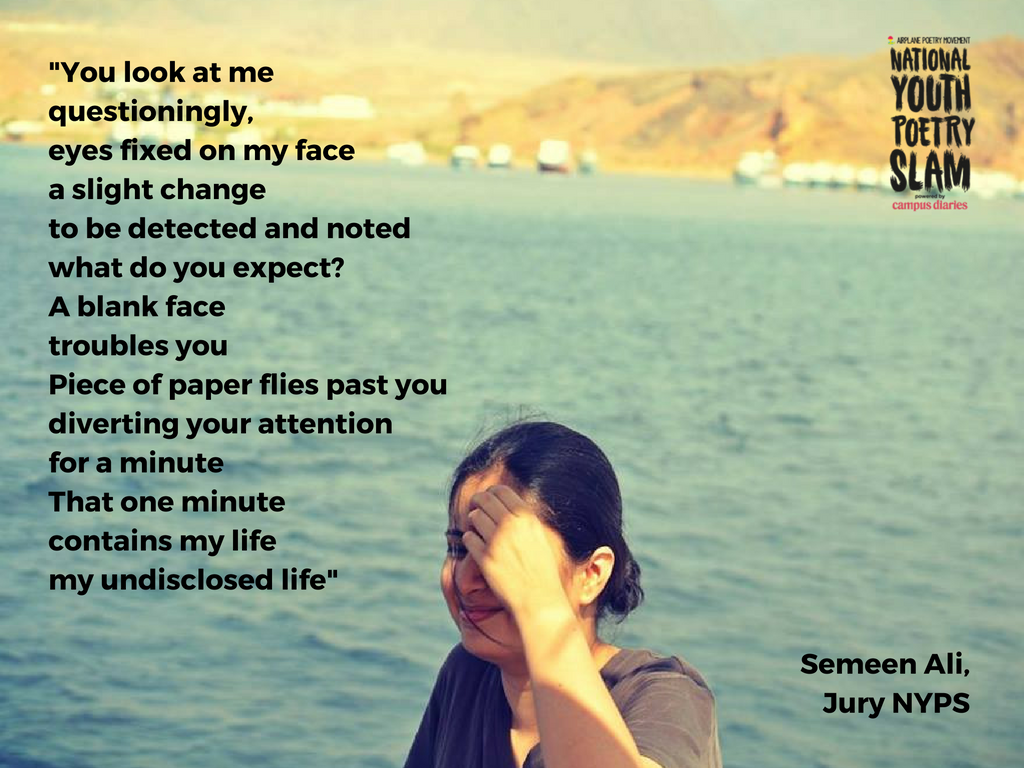 "You look at me
questioningly,
eyes fixed on my face
a slight change
to be detected and noted
what do you expect?
A blank face
troubles you
Piece of paper flies past you
diverting your attention
for a minute
That one minute
contains my life
my undisclosed life"
AIRPLANE POETRY MOVEMENT
NATIONAL
YOUTH
POETRY
SLAM
powered by
campus diaries
Semeen Ali,
Jury NYPS